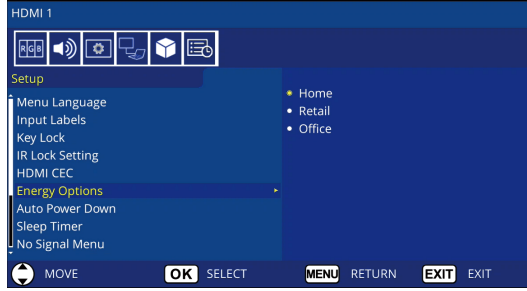 HDMI 1
RGB
Setup
Menu Language
Input Labels
Key Lock
IR Lock Setting
HDMI CEC
Energy Options
Auto Power Down
Sleep Timer
No Signal Menu
Home
Retail
Office
MOVE
OK SELECT
MENU RETURN
EXIT EXIT